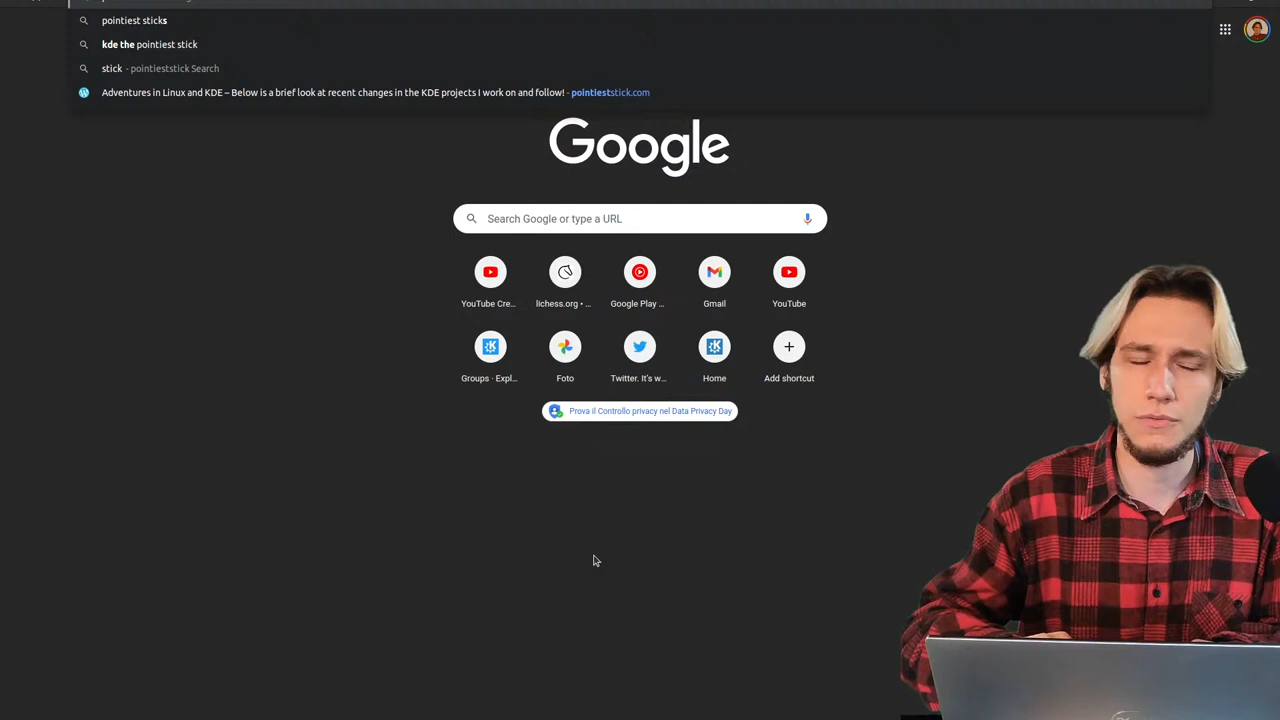 pointiest sticks
kde the pointiest stick
stick - pointieststick Search
Adventures in Linux and KDE – Below is a brief look at recent changes in the KDE projects I work on and follow! - pointieststick.com
Google
Search Google or type a URL
YouTube Cre...
lichess.org • ...
Google Play ...
Gmail
YouTube
Groups · Expl...
Foto
Twitter. It's w...
Home
Add shortcut
Prova il Controllo privacy nel Data Privacy Day